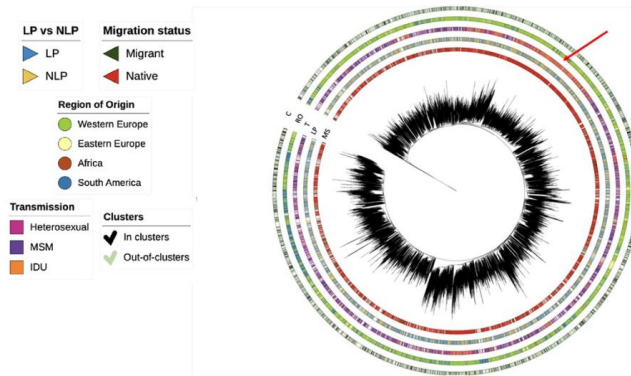 LP vs NLP
LP
NLP
Migration status
Migrant
Native
Region of Origin
Western Europe
Eastern Europe
Africa
South America
Transmission
Heterosexual
MSM
IDU
Clusters
In clusters
Out-of-clusters
C
RO
T
LP
MS